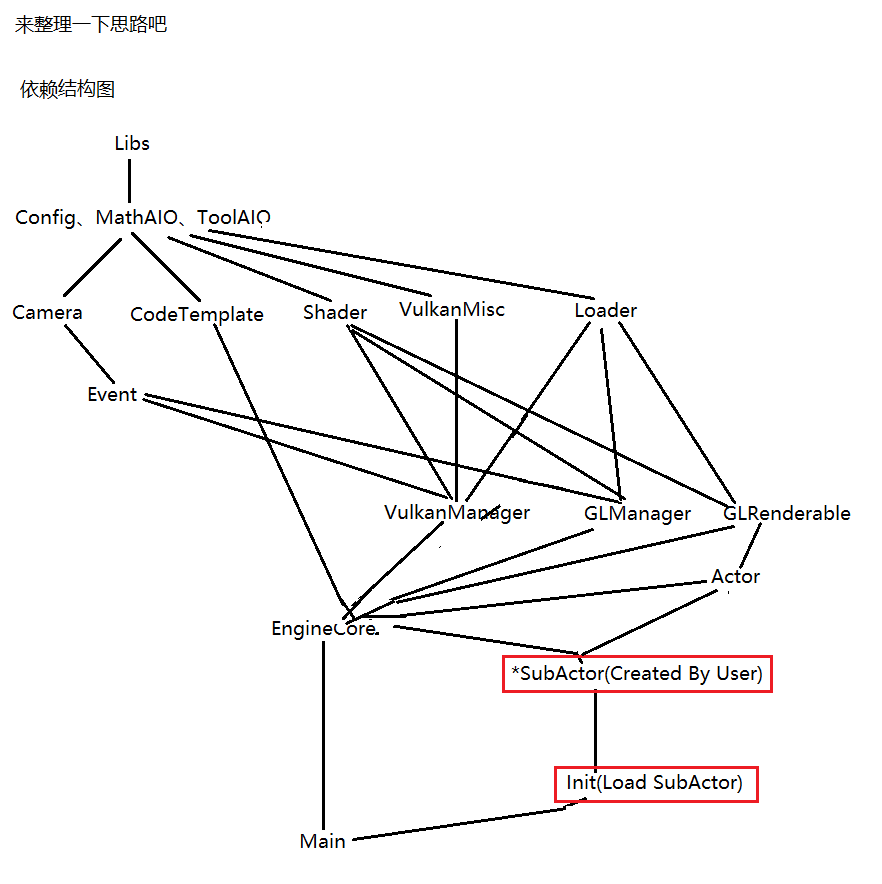 来整理一下思路吧
依赖结构图
Libs
Config、MathAIO、ToolAIO
Camera
CodeTemplate
Shader
VulkanMisc
Loader
Event
VulkanManager
GLManager
GLRenderable
Actor
EngineCore
*SubActor(Created By User)
Init(Load SubActor)
Main